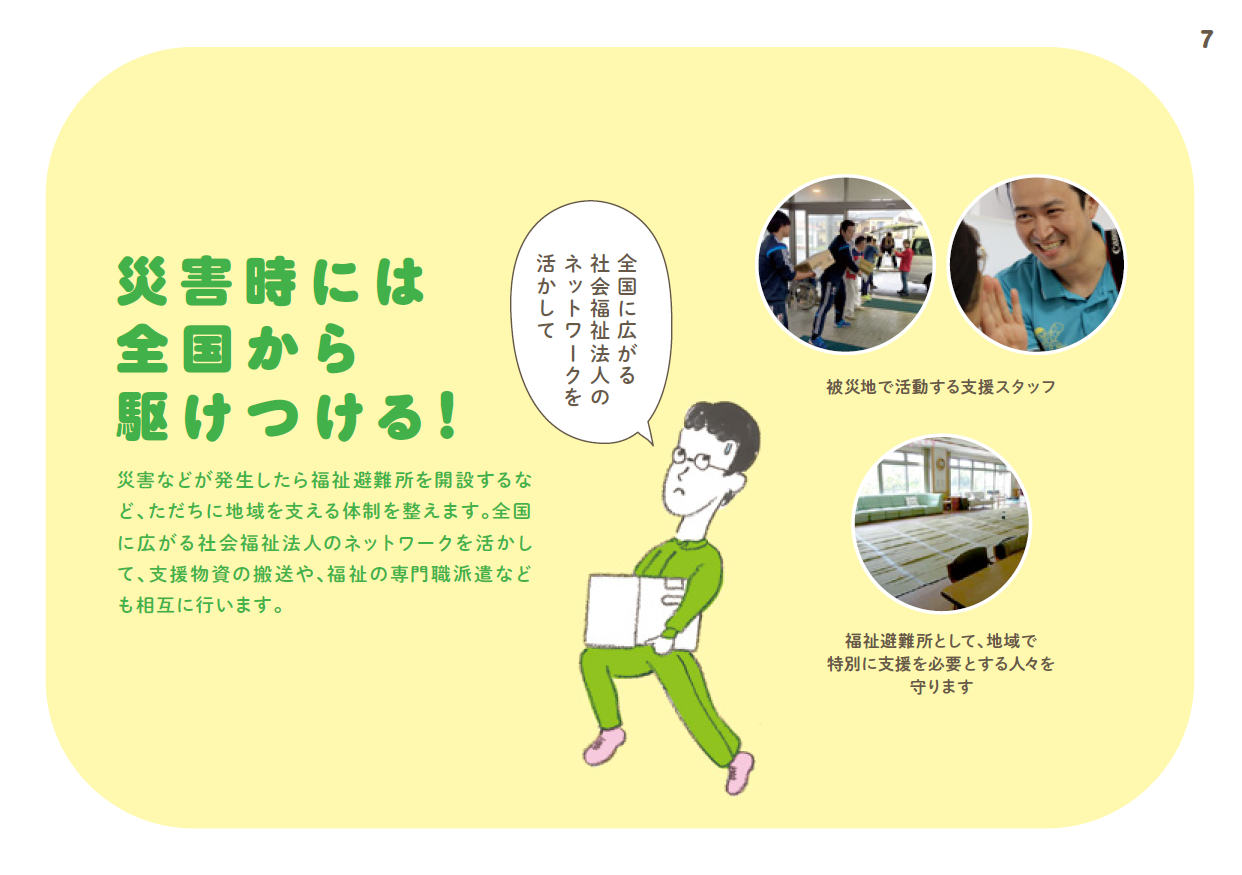 7
災害時には
全国から
駆けつける!
災害などが発生したら福祉避難所を開設するな
ど、ただちに地域を支える体制を整えます。全国
に広がる社会福祉法人のネットワークを活かし
て、支援物資の搬送や、福祉の専門職派遣など
も相互に行います。
全国に広がる
社会福祉法人の
ネットワークを
活かして
Canon
被災地で活動する支援スタッフ
福祉避難所として、地域で
特別に支援を必要とする人々を
守ります